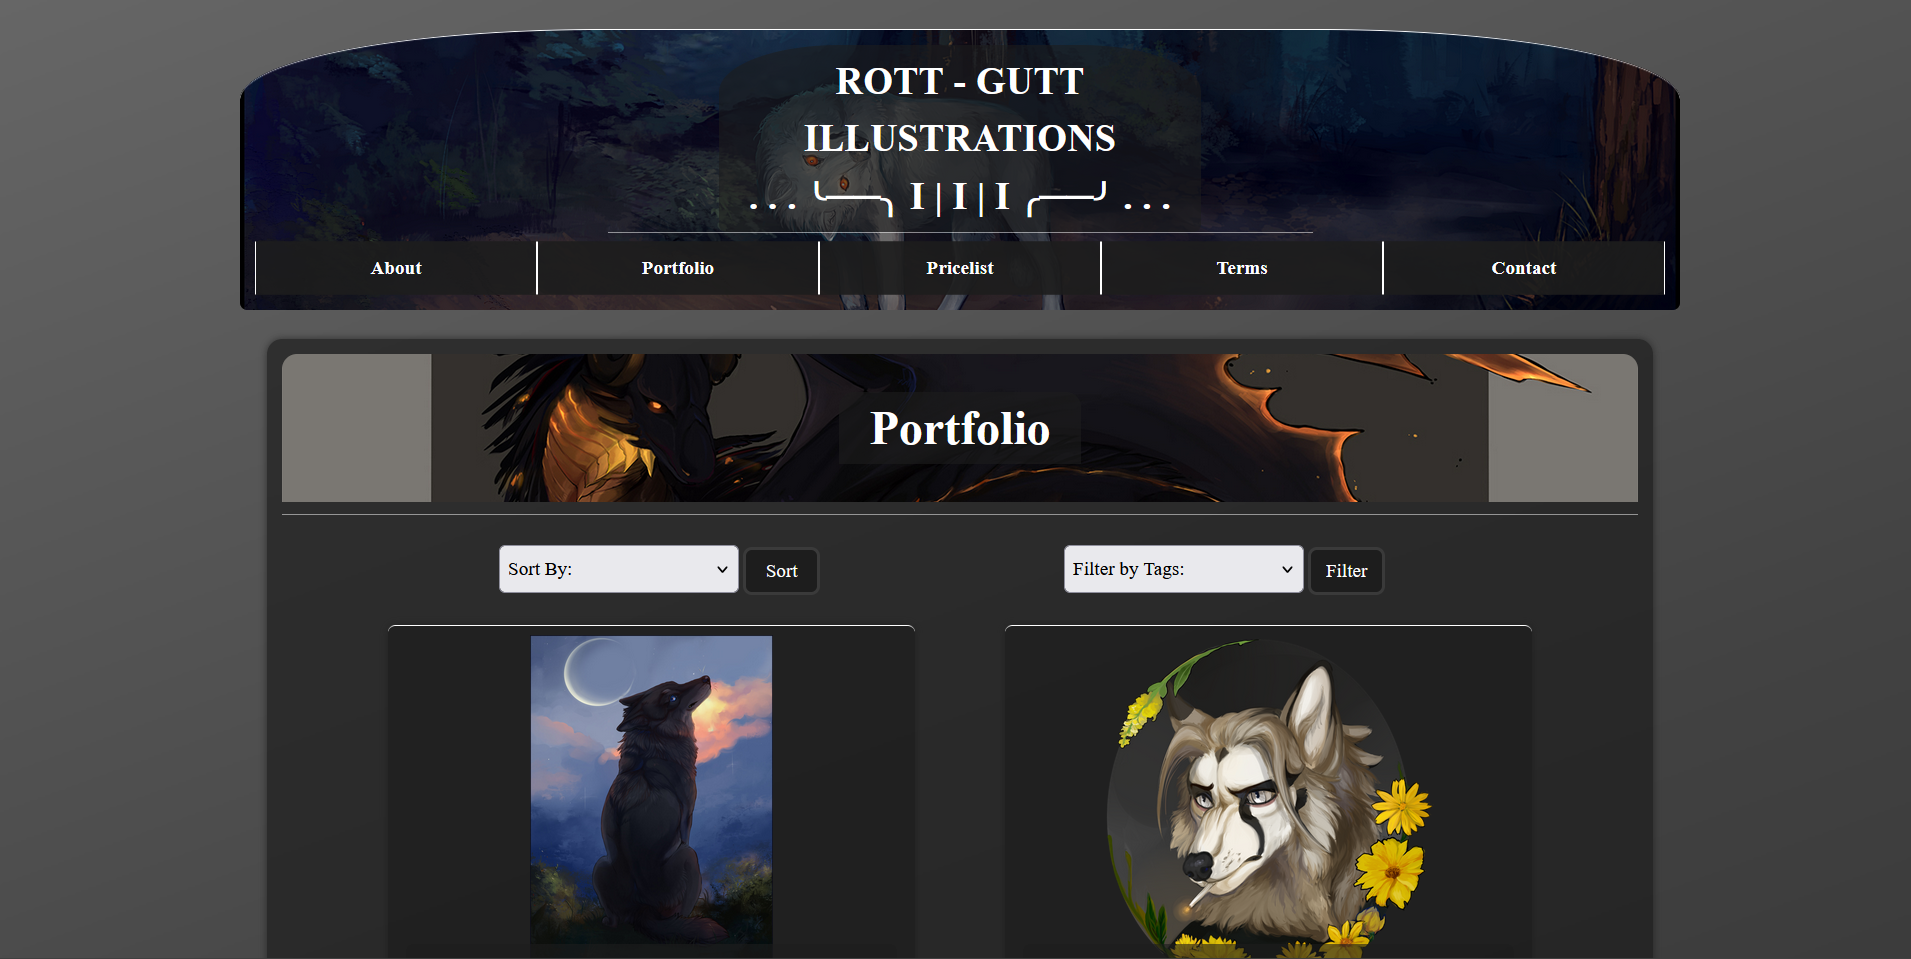 ROTT - GUTT
ILLUSTRATIONS
. . . ╰──╮ I | I | I ╭──╯ . . .
About Portfolio Pricelist Terms Contact
Portfolio
Sort By: Sort Filter by Tags: Filter